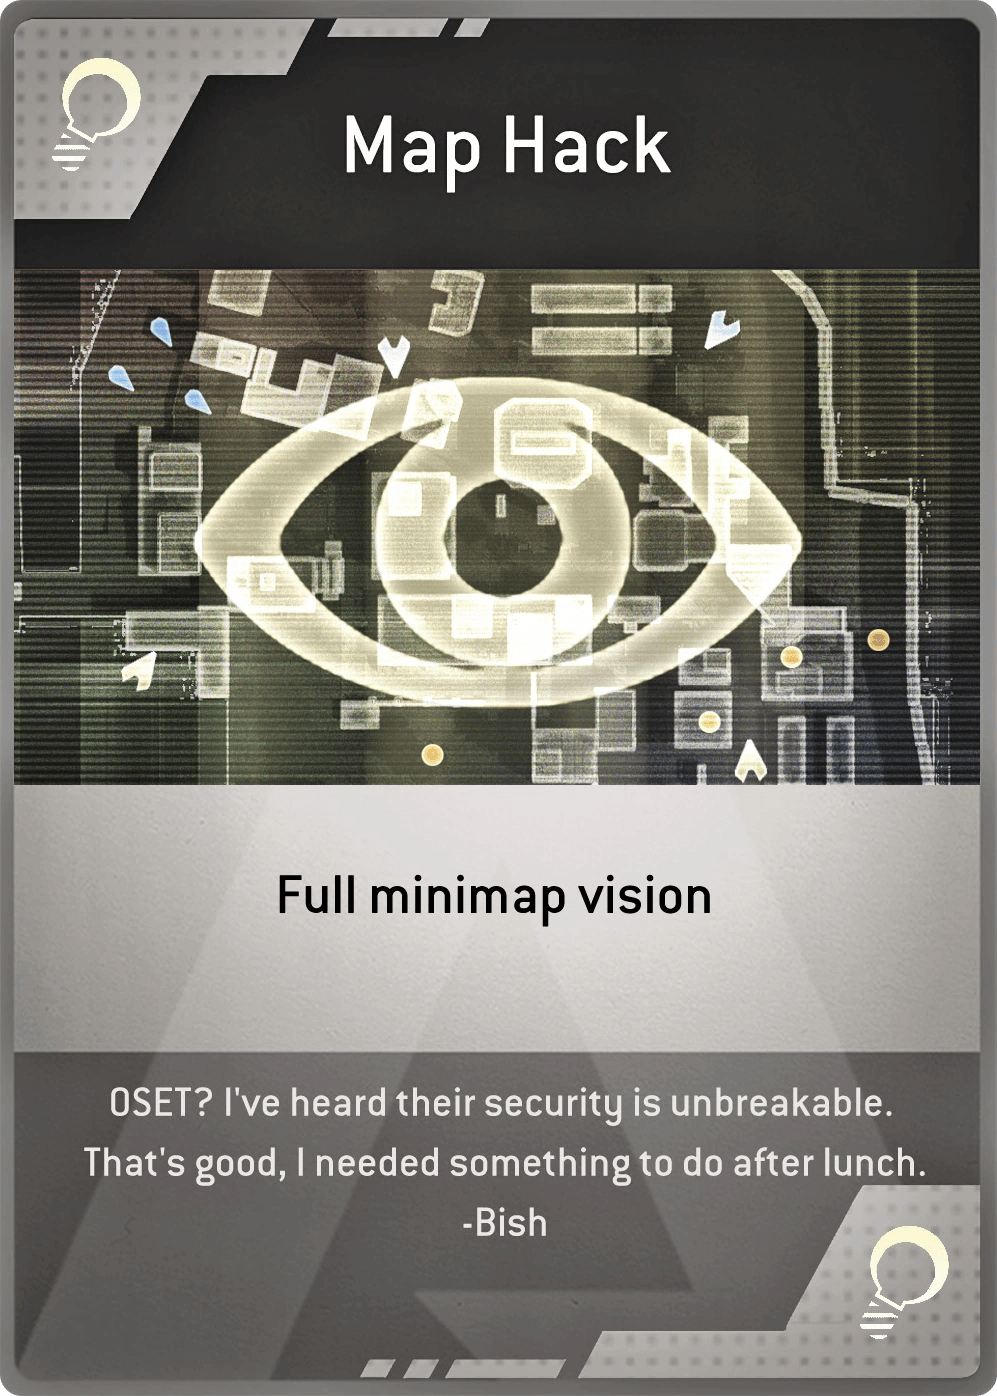 Map Hack
Full minimap vision
OSET? I've heard their security is unbreakable.
That's good, I needed something to do after lunch.
-Bish